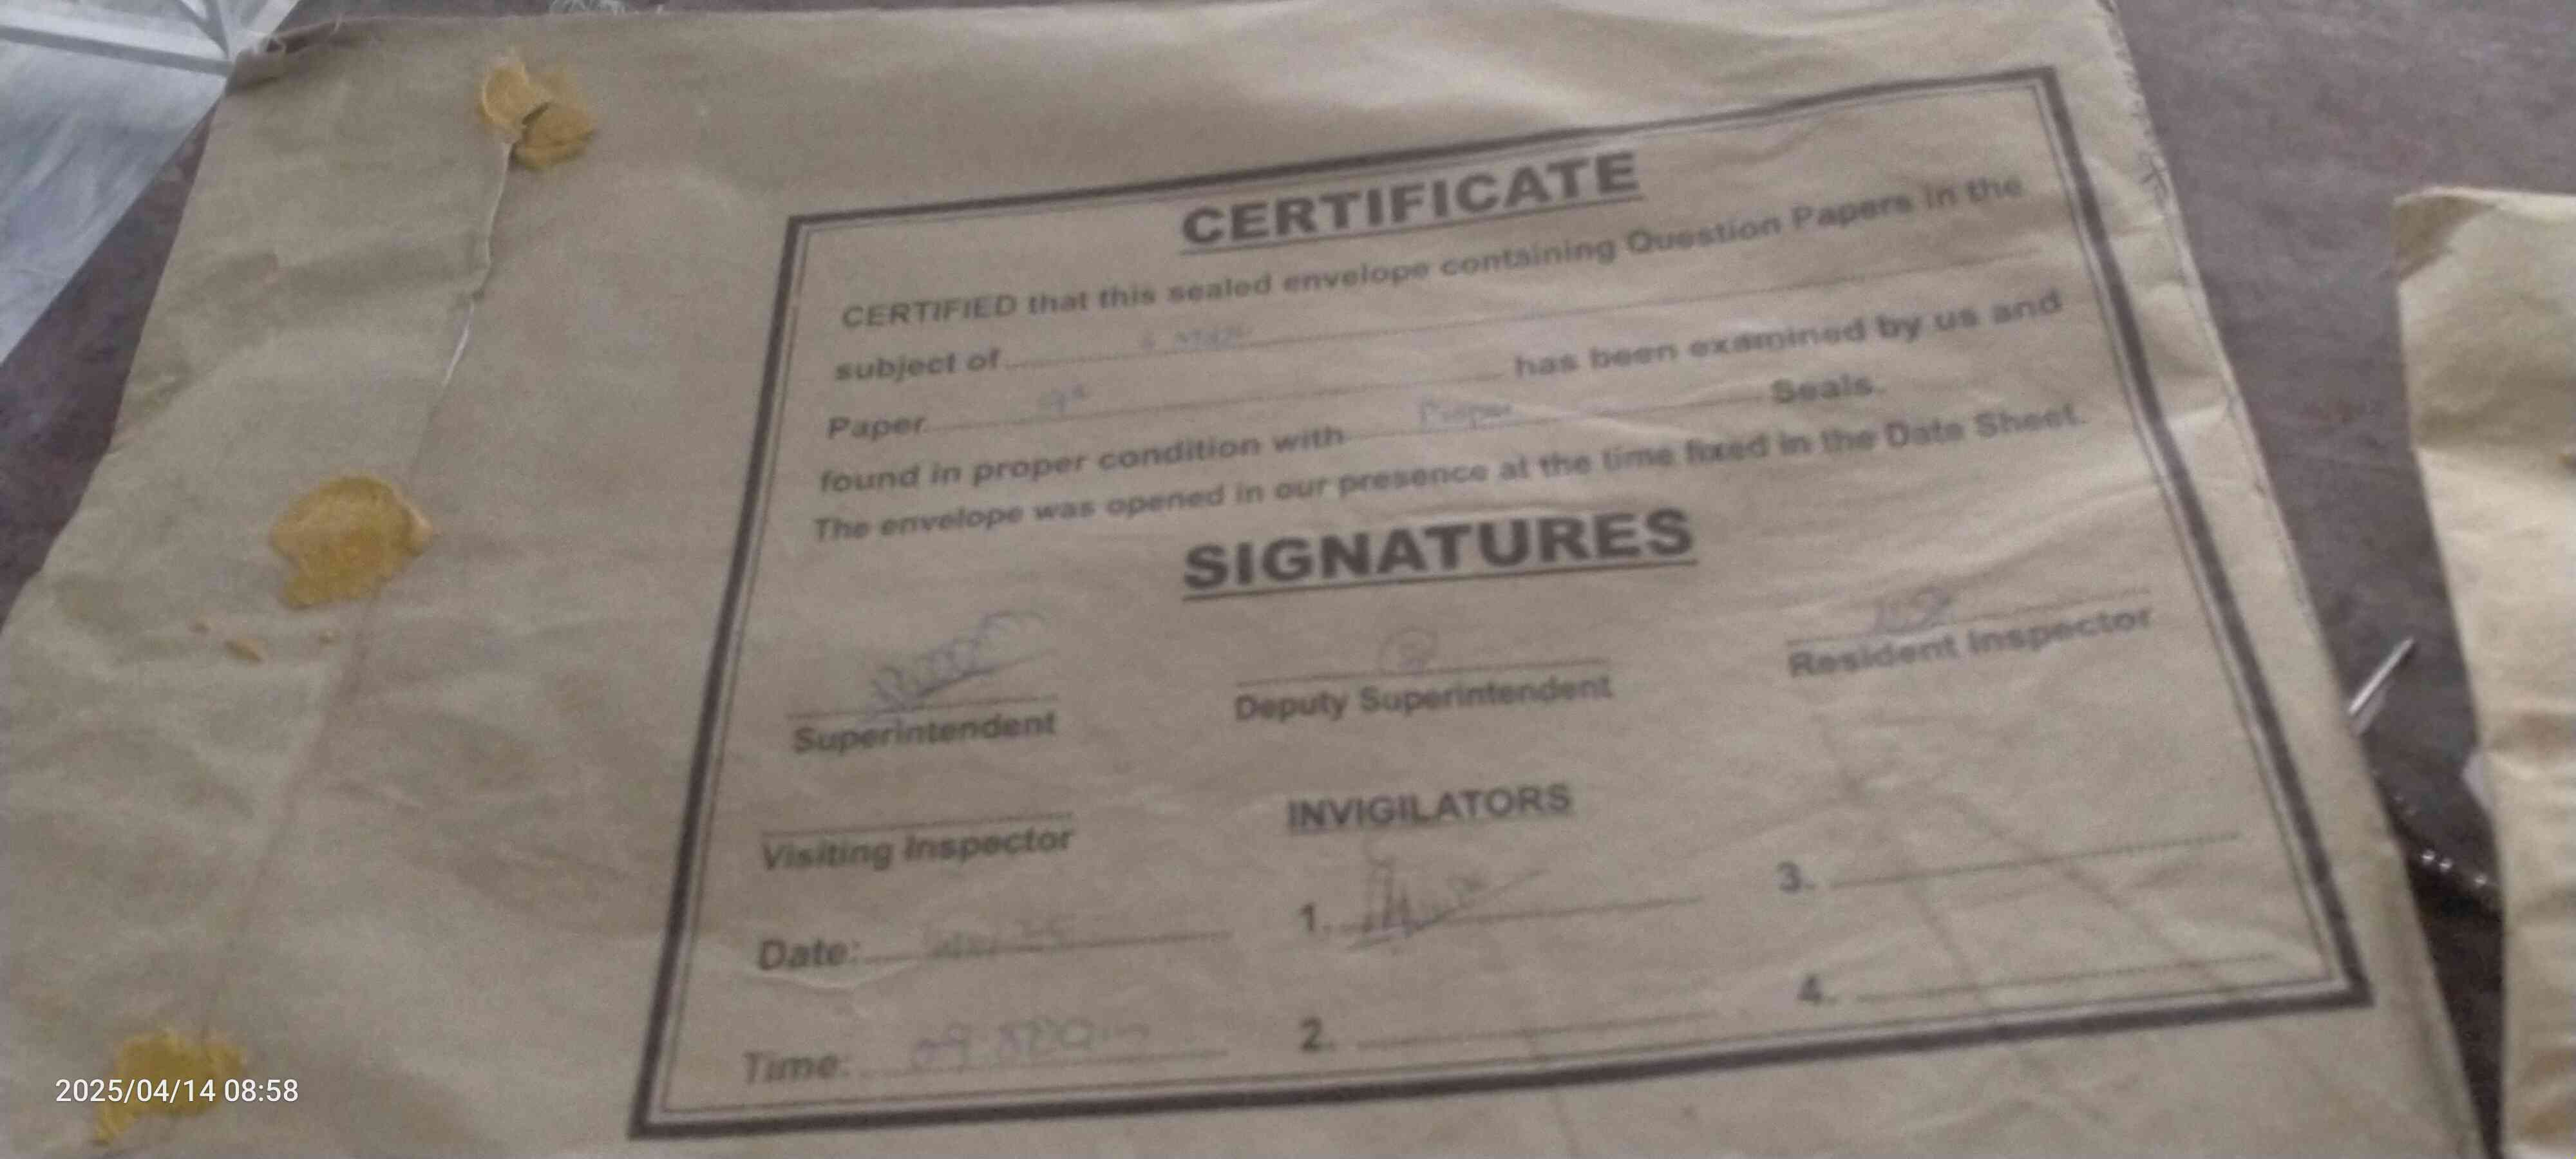 CERTIFICATE
CERTIFIED that this sealed envelope containing Question Papers in the
subject of
Paper has been examined by us and
found in proper condition with Proper Seals.
The envelope was opened in our presence at the time fixed in the Date Sheet.
SIGNATURES
Superintendent Deputy Superintendent Resident Inspector
Visiting Inspector INVIGILATORS
Date: 1. 3.
Time: 2. 4.
2025/04/14 08:58